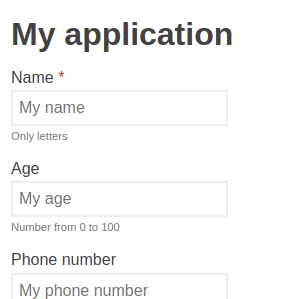 My application
Name *
My name
Only letters
Age
My age
Number from 0 to 100
Phone number
My phone number